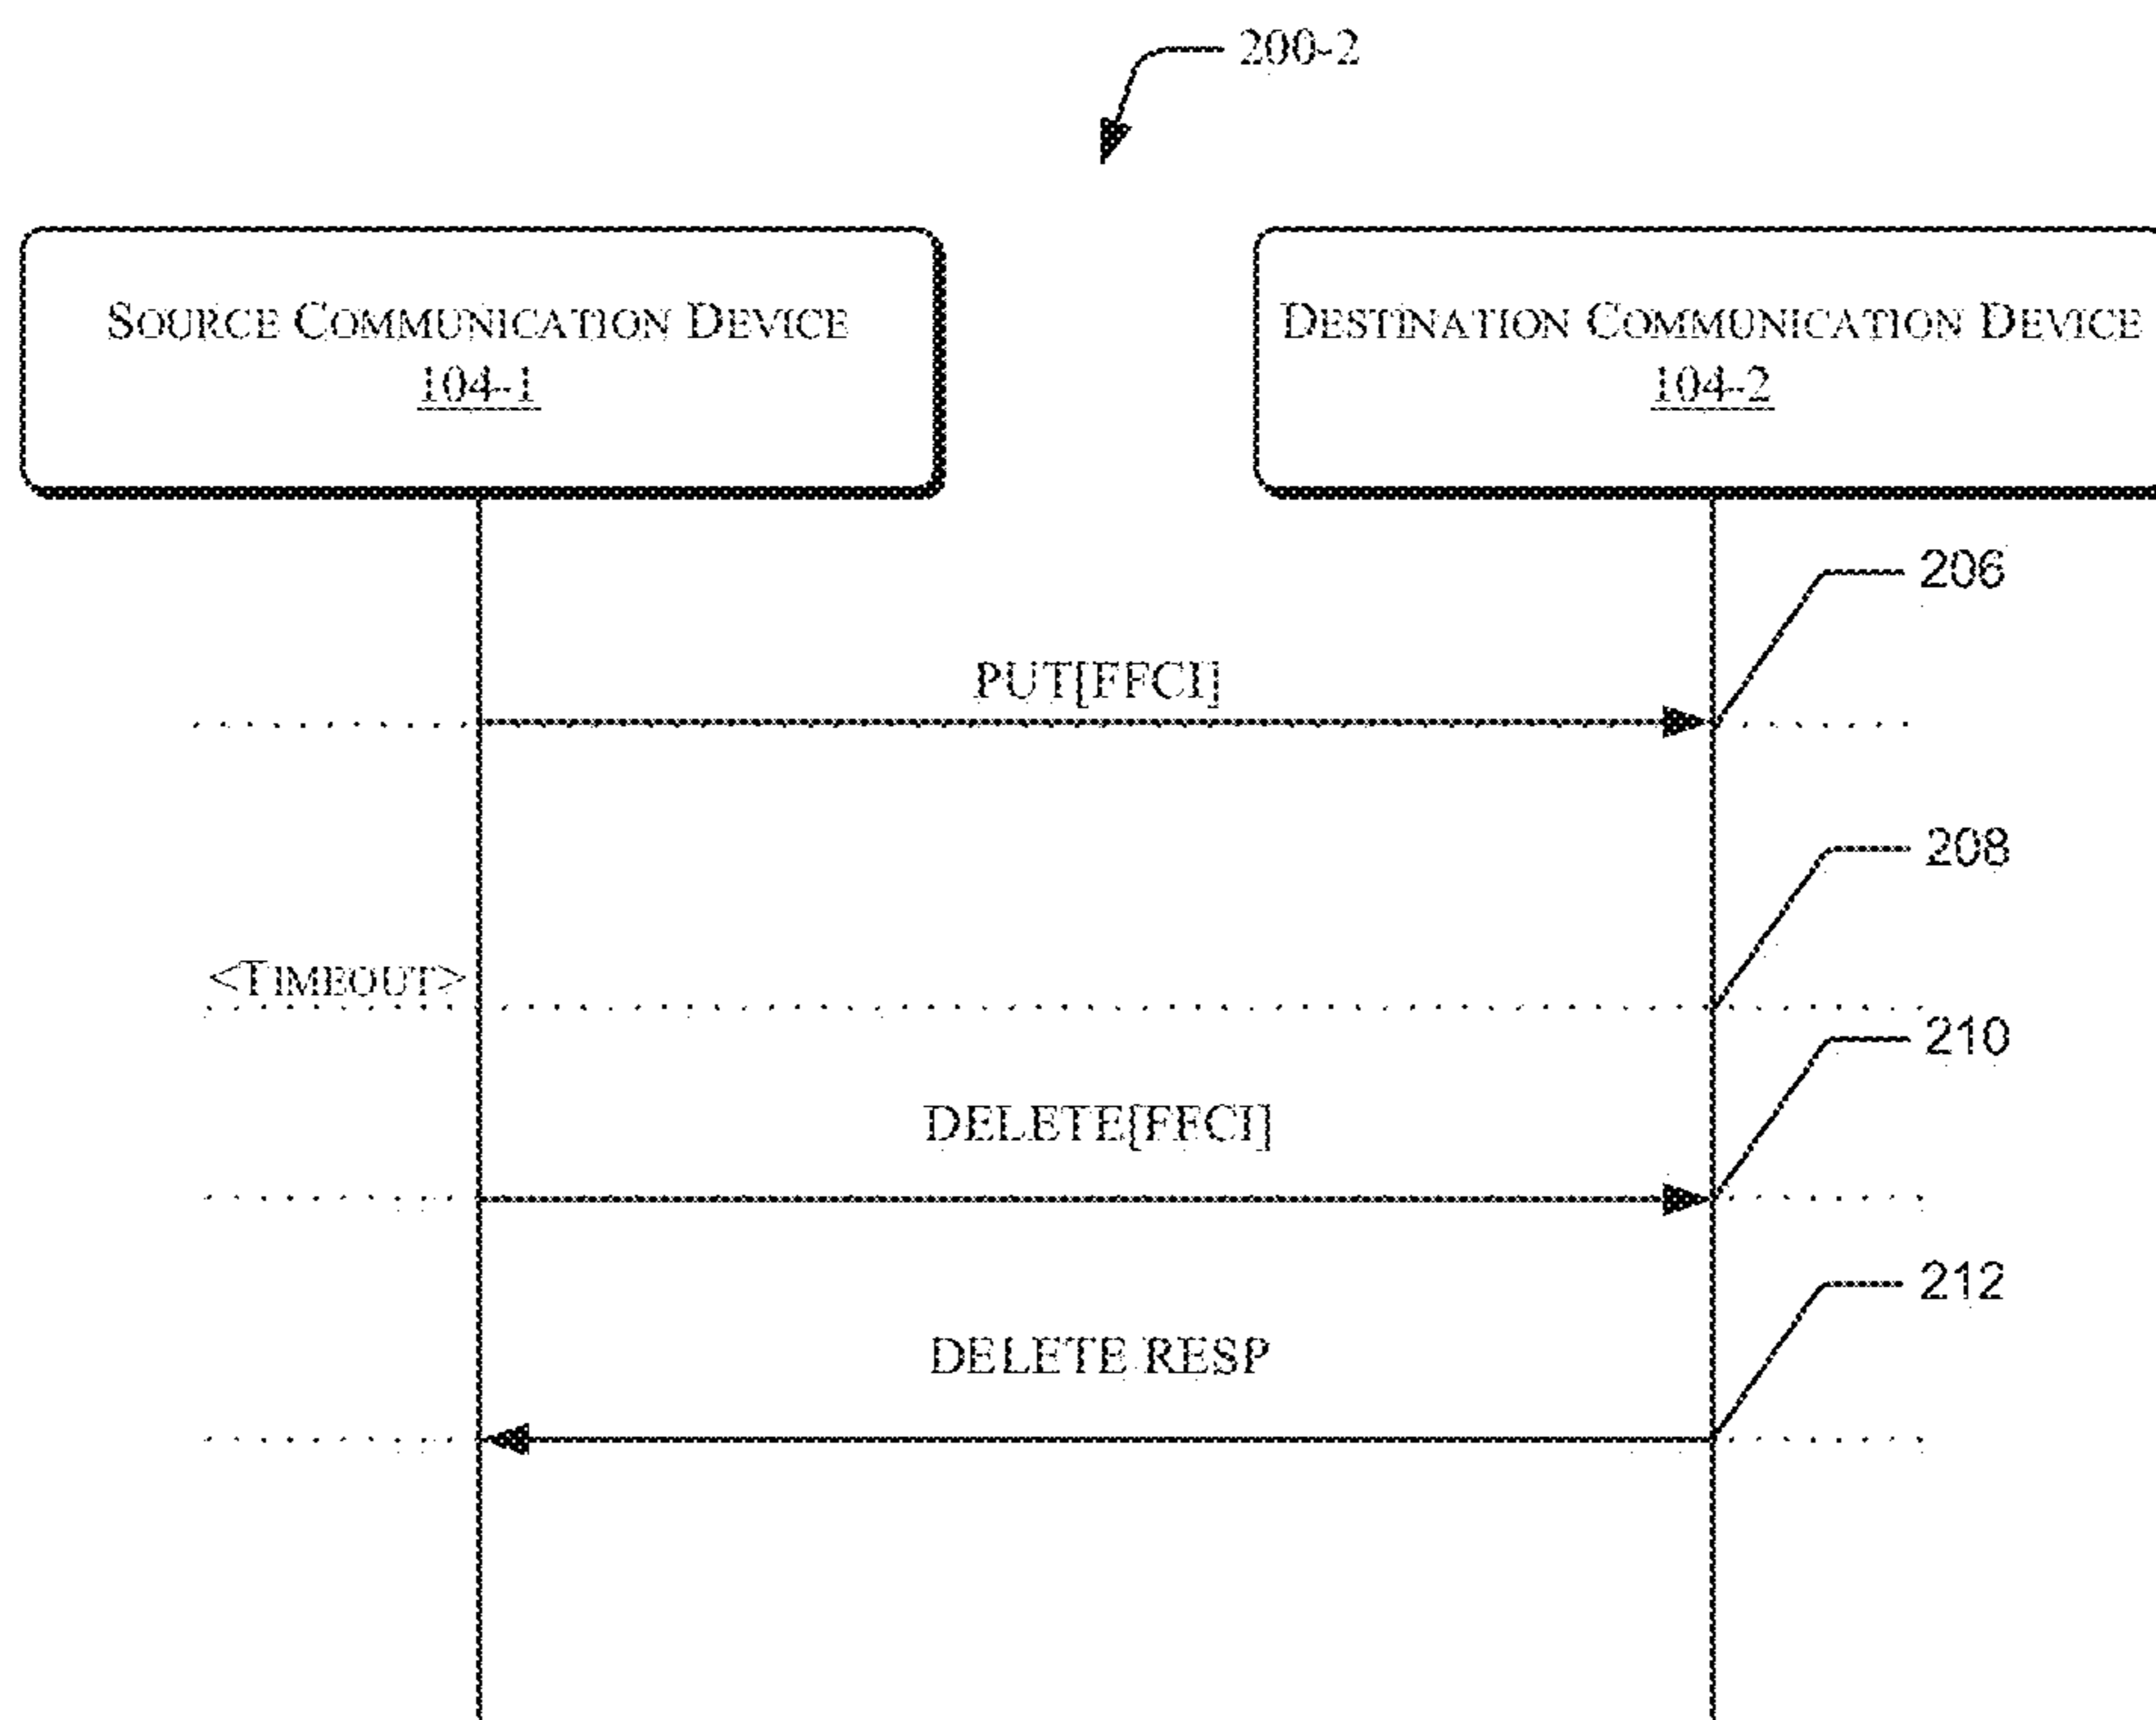 200-2
SOURCE COMMUNICATION DEVICE
104-1
DESTINATION COMMUNICATION DEVICE
104-2
206
PUT[FFCI]
208
<TIMEOUT>
210
DELETE[FFCI]
212
DELETE RESP